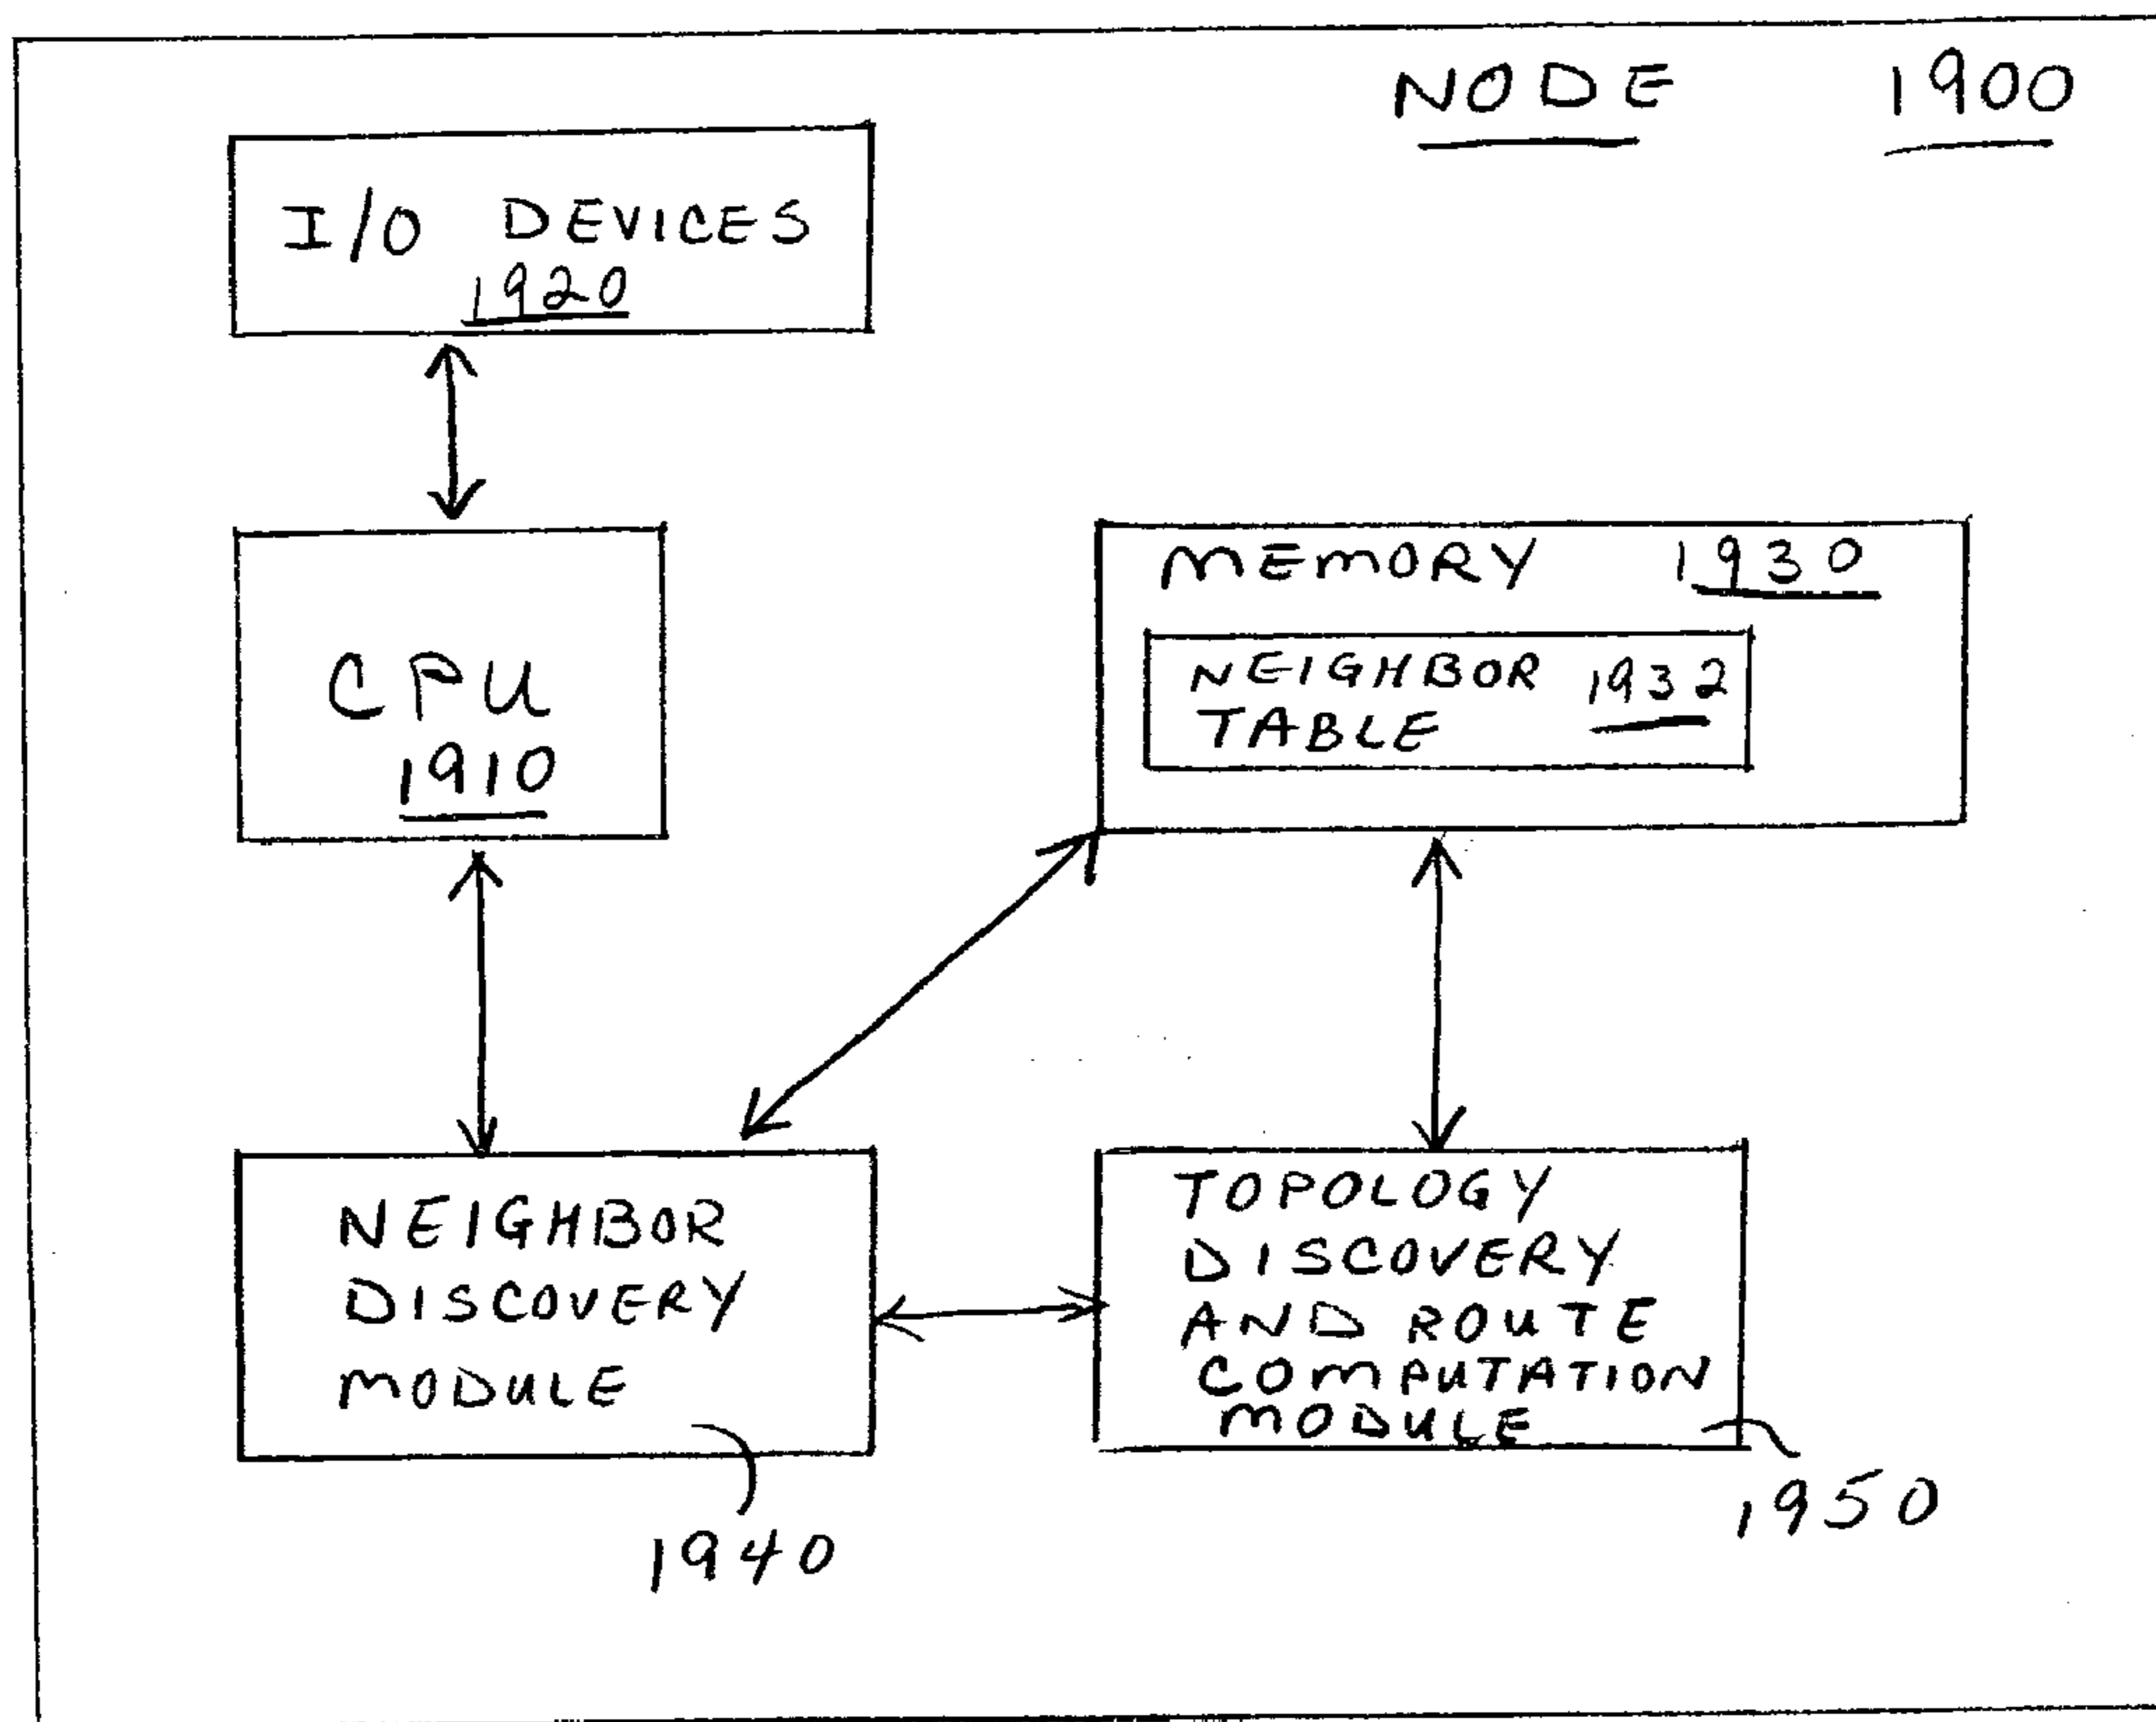 NODE 1900
I/O DEVICES
1920
CPU
1910
MEMORY 1930
NEIGHBOR 1932
TABLE
NEIGHBOR
DISCOVERY
MODULE
1940
TOPOLOGY
DISCOVERY
AND ROUTE
COMPUTATION
MODULE
1950